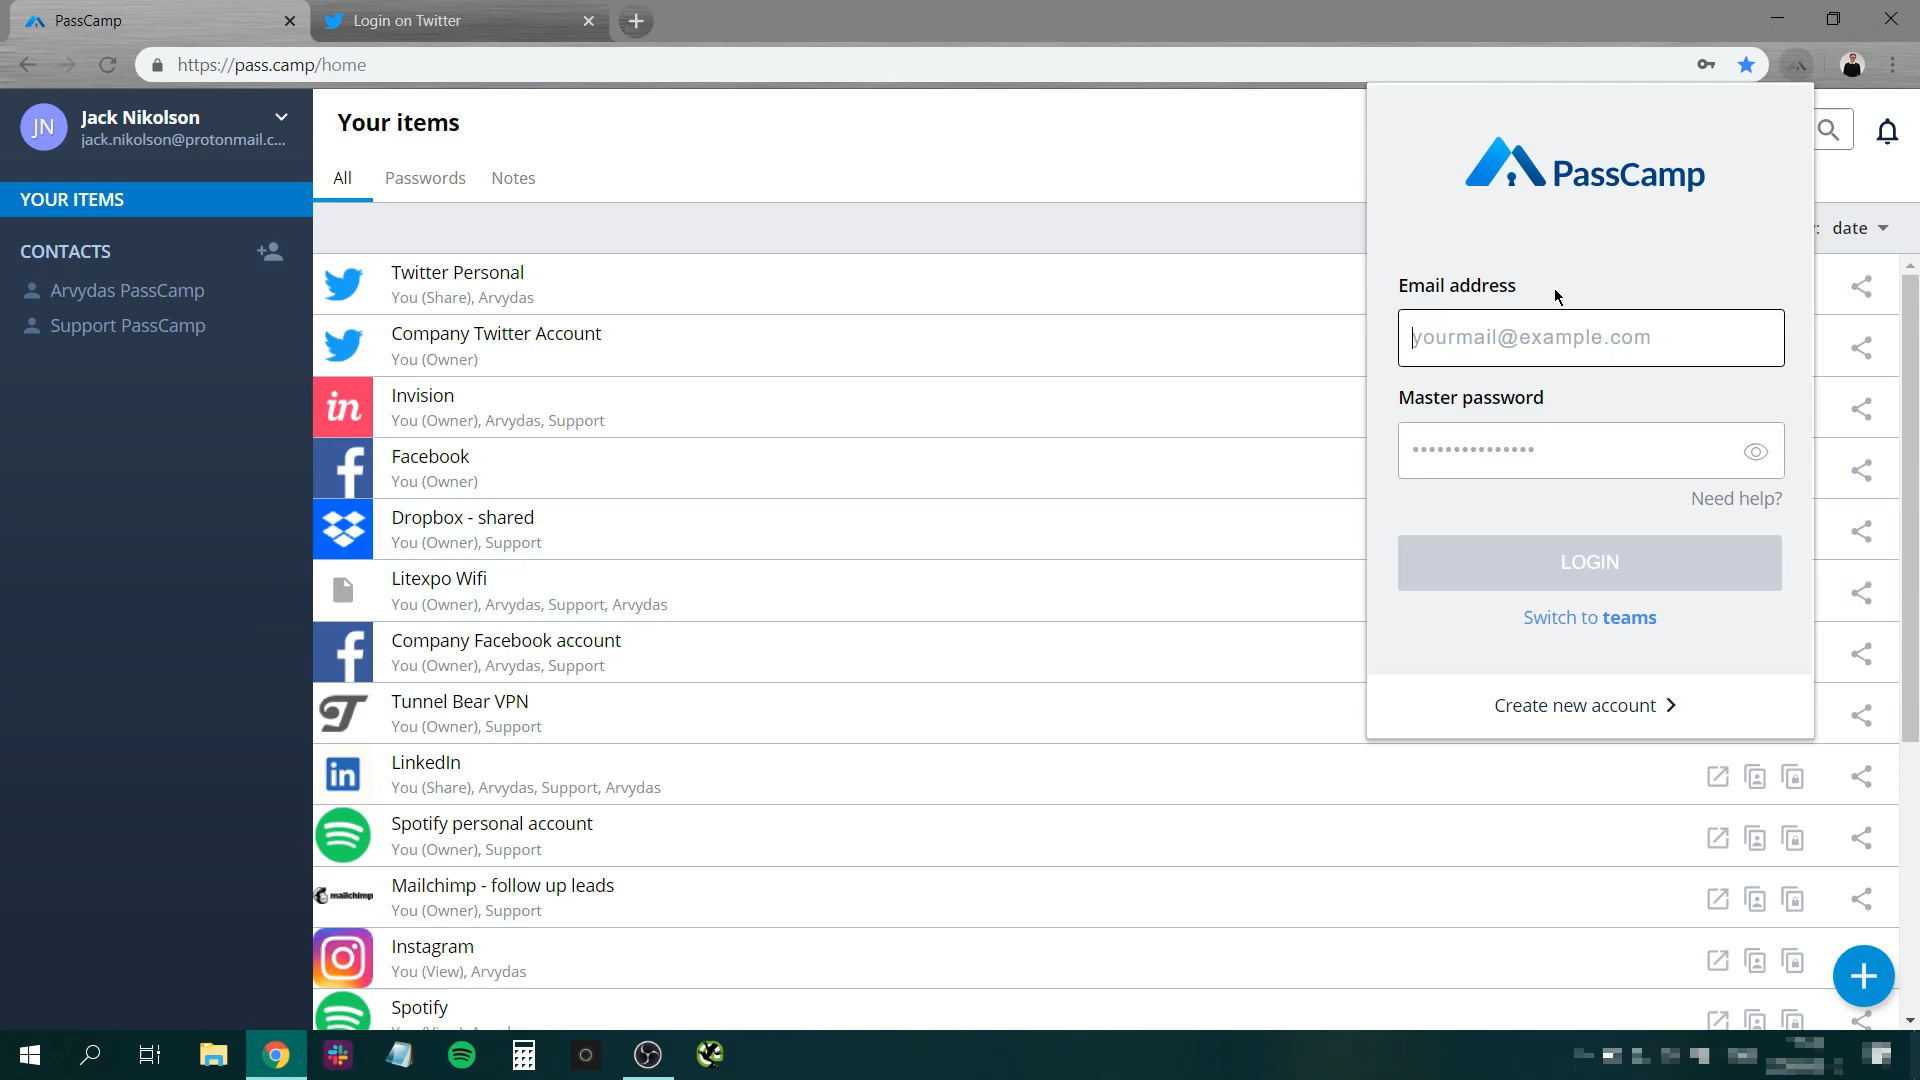 PassCamp
Login on Twitter
https://pass.camp/home
JN
Jack Nikolson
jack.nikolson@protonmail.c...
YOUR ITEMS
CONTACTS
Arvydas PassCamp
Support PassCamp
Your items
All
Passwords
Notes
date
Twitter Personal
You (Share), Arvydas
Company Twitter Account
You (Owner)
in
Invision
You (Owner), Arvydas, Support
Facebook
You (Owner)
Dropbox - shared
You (Owner), Support
Litexpo Wifi
You (Owner), Arvydas, Support, Arvydas
Company Facebook account
You (Owner), Arvydas, Support
Tunnel Bear VPN
You (Owner), Support
in
LinkedIn
You (Share), Arvydas, Support, Arvydas
Spotify personal account
You (Owner), Support
mailchimp
Mailchimp - follow up leads
You (Owner), Support
Instagram
You (View), Arvydas
Spotify
PassCamp
Email address
yourmail@example.com
Master password
Need help?
LOGIN
Switch to teams
Create new account